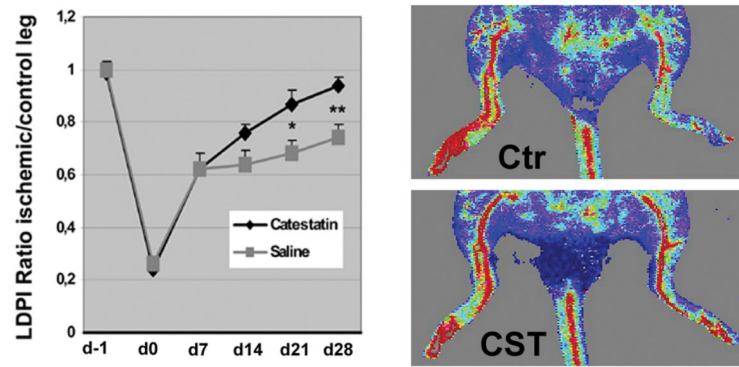 LDPI Ratio ischemic/control leg
1,2
1
0,8
0,6
0,4
0,2
0
d-1 d0 d7 d14 d21 d28
*
**
Catestatin
Saline
Ctr
CST